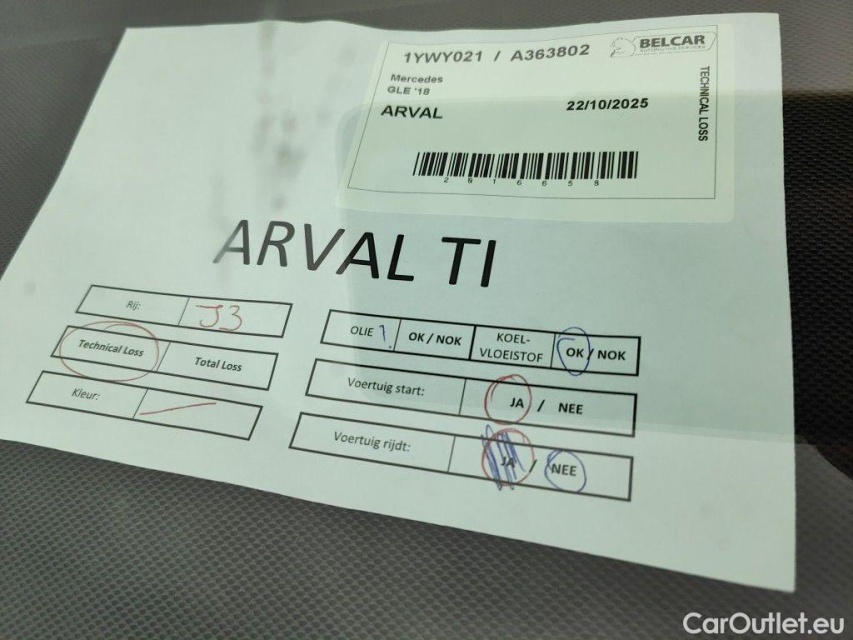 1YWY021 / A363802
BELCAR
Mercedes
GLE '18
ARVAL
22/10/2025
TECHNICAL LOSS
ARVAL TI
Rij: J3
Technical Loss Total Loss
Kleur:
OLIE ? OK / NOK KOEL-VLOEISTOF OK / NOK
Voertuig start: JA / NEE
Voertuig rijdt: JA / NEE
CarOutlet.eu